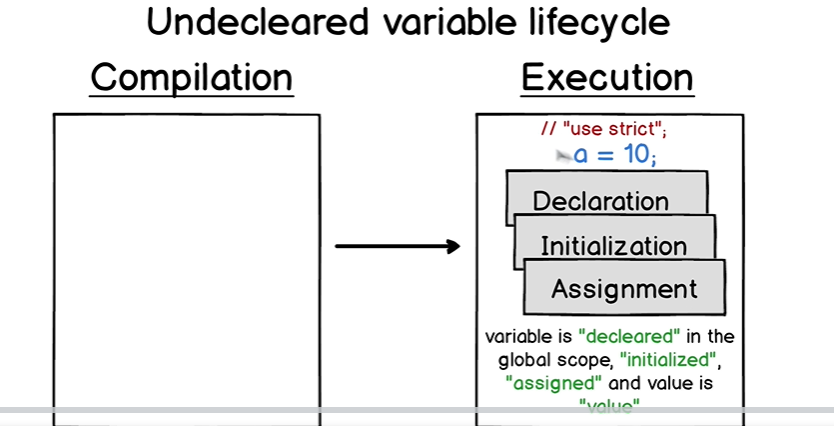 Undecleared variable lifecycle
Compilation
Execution
// "use strict";
a = 10;
Declaration
Initialization
Assignment
variable is "decleared" in the
global scope, "initialized",
"assigned" and value is
"value"